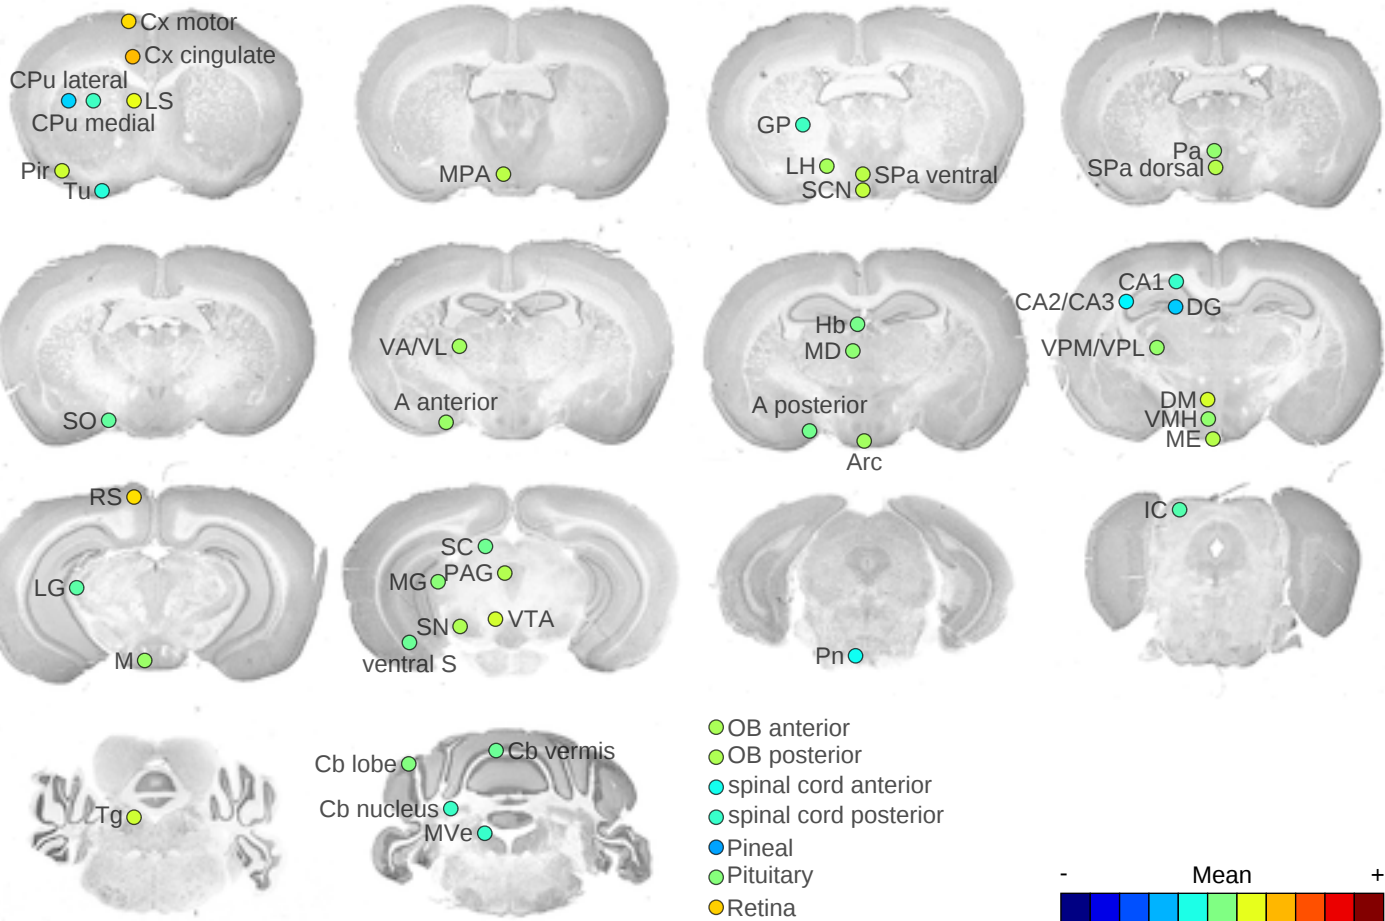 Cx motor
Cx cingulate
CPu lateral
LS
CPu medial
Pir
Tu
MPA
GP
LH
SPa ventral
SCN
Pa
SPa dorsal
SO
VA/VL
A anterior
Hb
MD
A posterior
Arc
CA1
CA2/CA3
DG
VPM/VPL
DM
VMH
ME
RS
LG
M
SC
MG
PAG
SN
VTA
ventral S
Pn
IC
Tg
Cb lobe
Cb vermis
Cb nucleus
MVe
OB anterior
OB posterior
spinal cord anterior
spinal cord posterior
Pineal
Pituitary
Retina
- Mean +